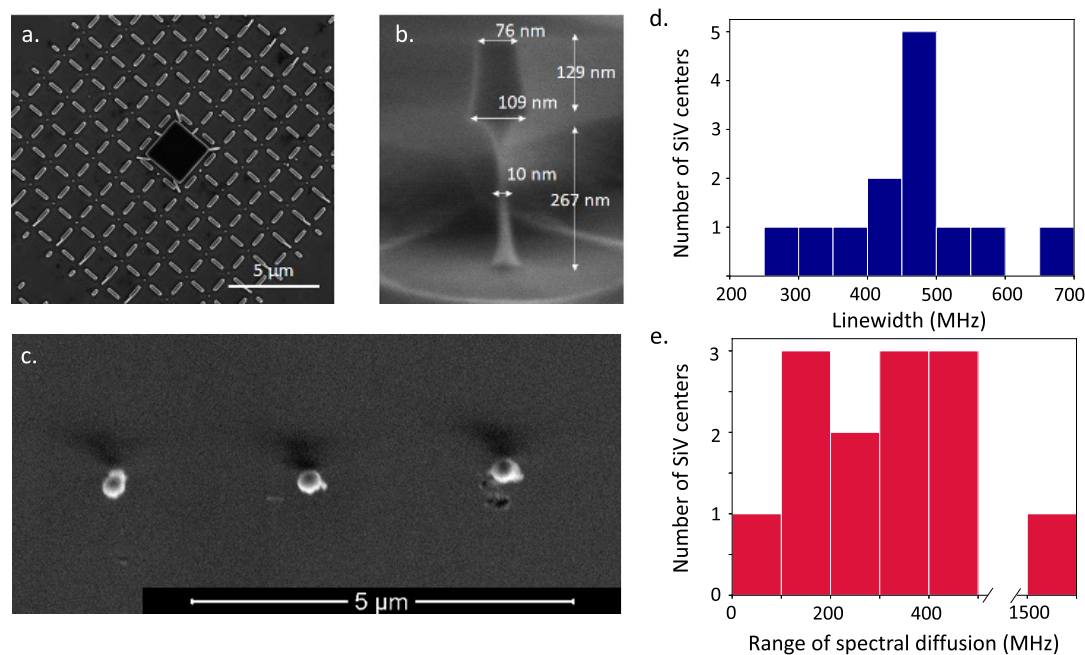 a.
5 μm
b.
76 nm
129 nm
109 nm
10 nm
267 nm
c.
5 μm
d.
Number of SiV centers
5
4
3
2
1
200 300 400 500 600 700
Linewidth (MHz)
e.
Number of SiV centers
3
2
1
0
0 200 400 1500
Range of spectral diffusion (MHz)